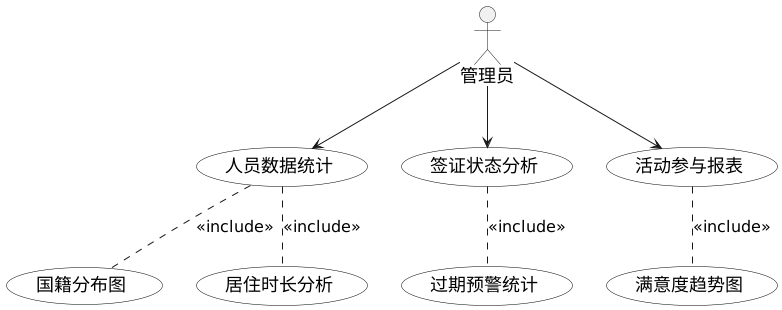 管理员
人员数据统计
签证状态分析
活动参与报表
«include»
«include»
«include»
«include»
国籍分布图
居住时长分析
过期预警统计
满意度趋势图